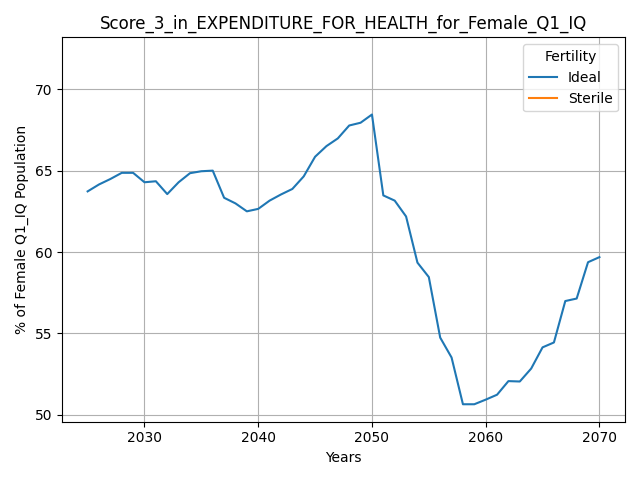 Score_3_in_EXPENDITURE_FOR_HEALTH_for_Female_Q1_IQ
Fertility
Ideal
Sterile
% of Female Q1_IQ Population
70
65
60
55
50
2030 2040 2050 2060 2070
Years